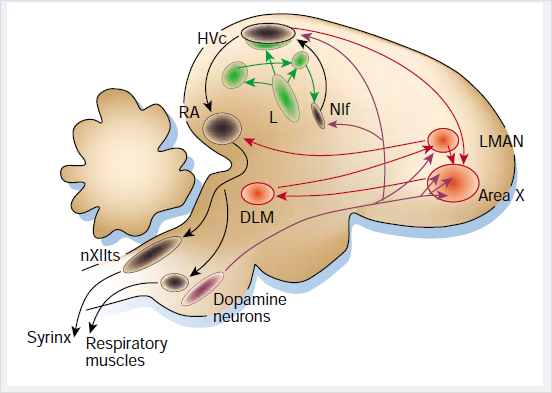 HVc
RA
L
NIf
LMAN
Area X
DLM
nXIIts
Dopamine
neurons
Syrinx
Respiratory
muscles